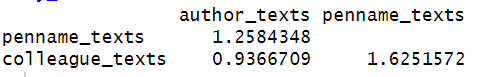 author_texts penname_texts
penname_texts 1.2584348
colleague_texts 0.9366709 1.6251572